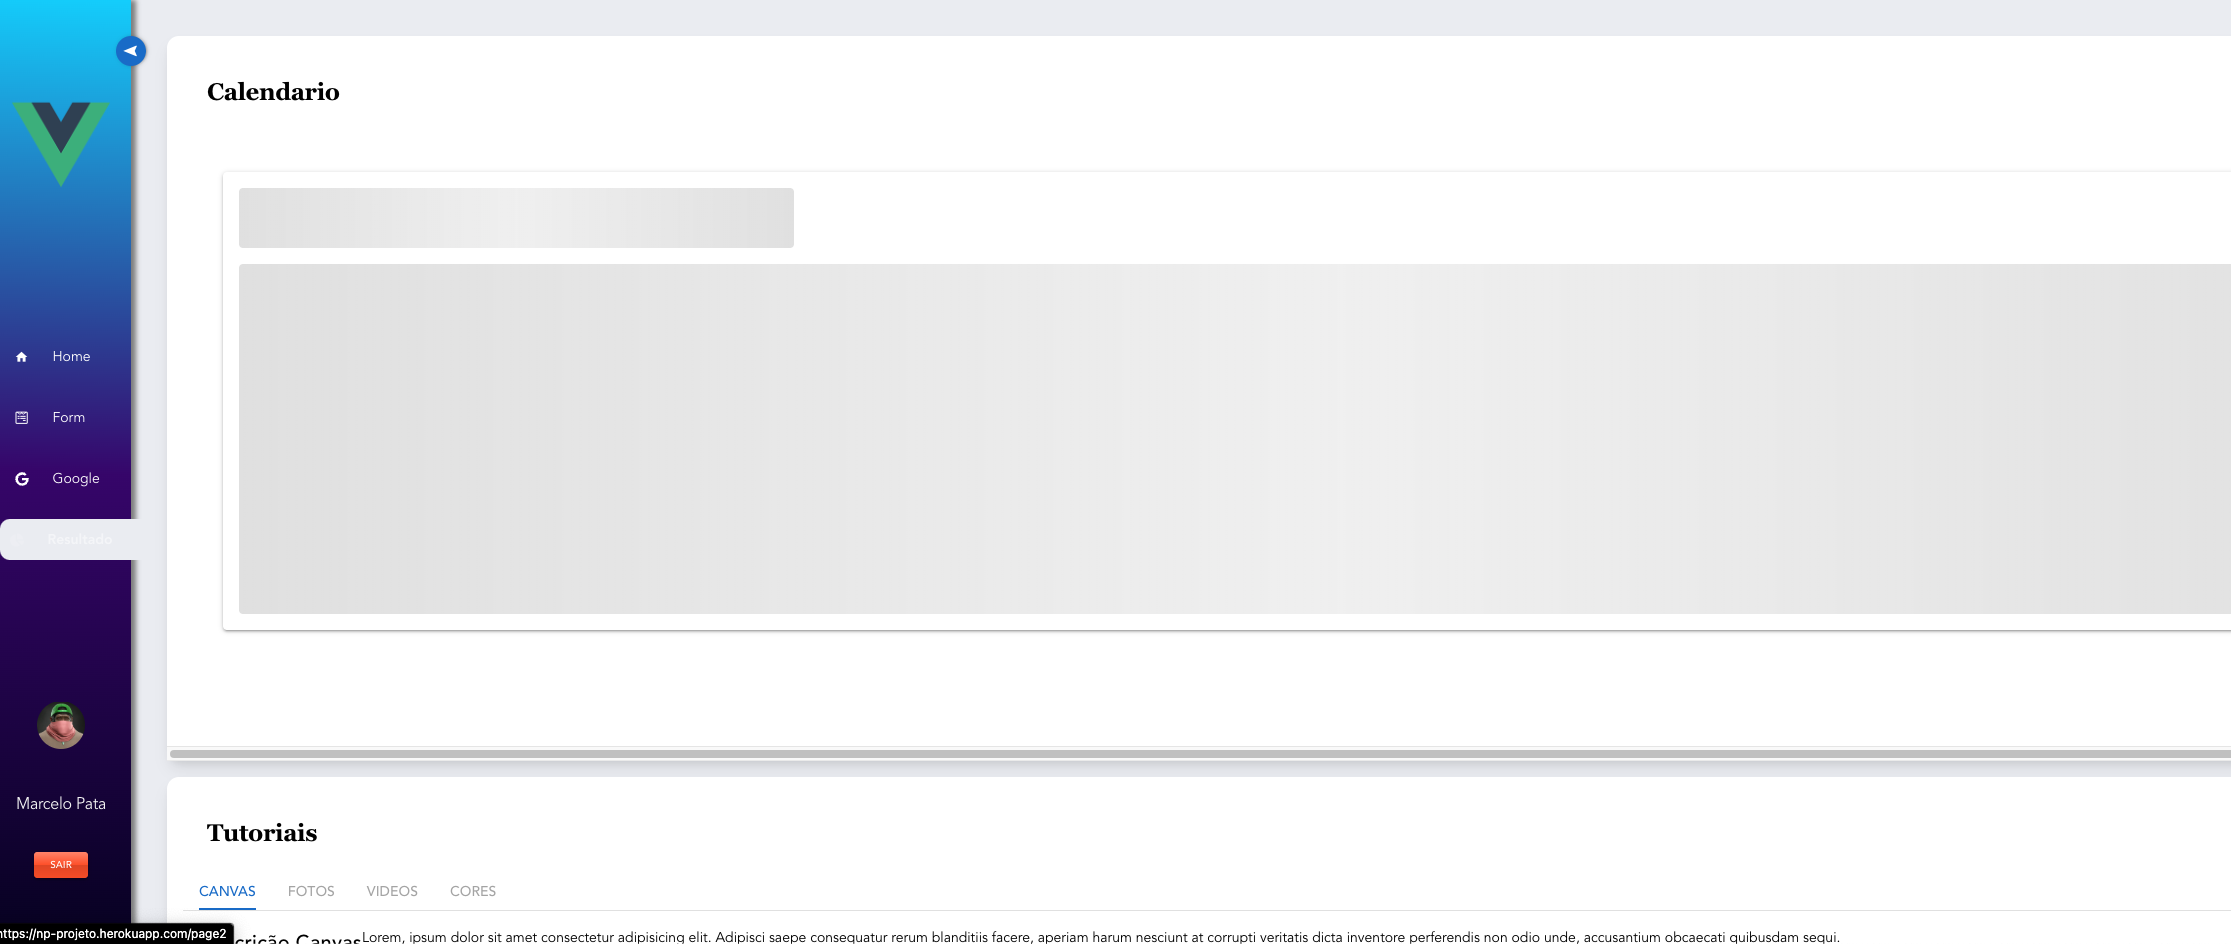 Calendario
Home
Form
Google
Resultado
Marcelo Pata
SAIR
Tutoriais
CANVAS FOTOS VIDEOS CORES
crição Canvas Lorem, ipsum dolor sit amet consectetur adipisicing elit. Adipisci saepe consequatur rerum blanditiis facere, aperiam harum nesciunt at corrupti veritatis dicta inventore perferendis non odio unde, accusantium obcaecati quibusdam sequi.
https://np-projeto.herokuapp.com/page2